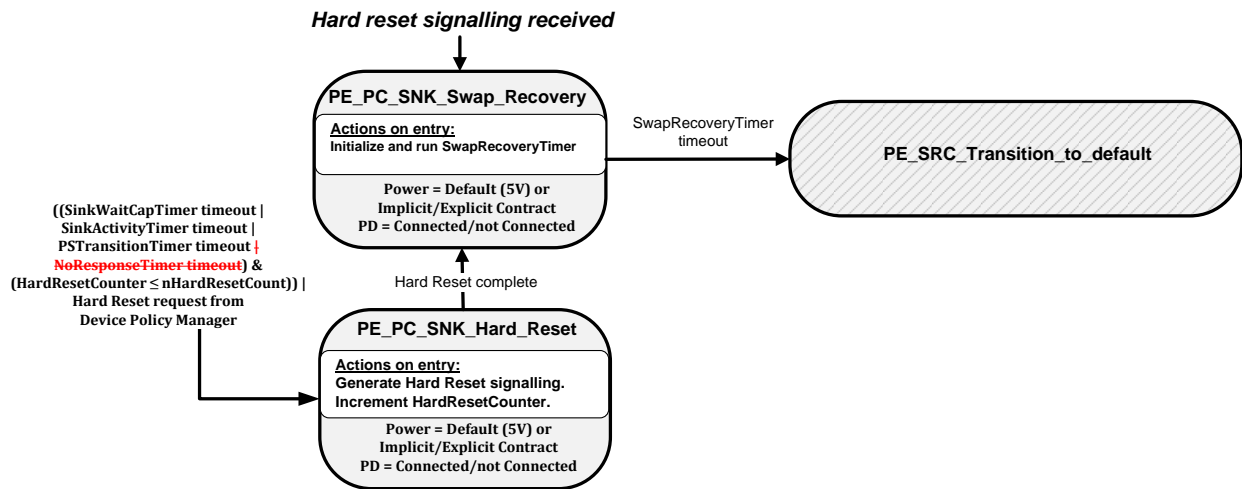 Hard reset signalling received
PE_PC_SNK_Swap_Recovery
Actions on entry:
Initialize and run SwapRecoveryTimer
Power = Default (5V) or
Implicit/Explicit Contract
PD = Connected/not Connected
SwapRecoveryTimer
timeout
PE_SRC_Transition_to_default
((SinkWaitCapTimer timeout |
SinkActivityTimer timeout |
PSTransitionTimer timeout |
NoResponseTimer timeout) &
(HardResetCounter ≤ nHardResetCount)) |
Hard Reset request from
Device Policy Manager
Hard Reset complete
PE_PC_SNK_Hard_Reset
Actions on entry:
Generate Hard Reset signalling.
Increment HardResetCounter.
Power = Default (5V) or
Implicit/Explicit Contract
PD = Connected/not Connected